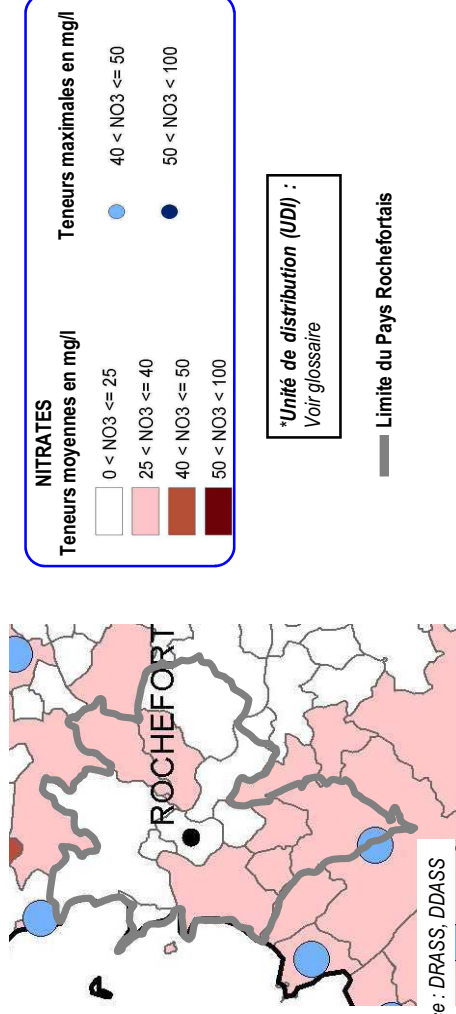 NITRATES
Teneurs moyennes en mg/l
0 < NO3 <= 25
25 < NO3 <= 40
40 < NO3 <= 50
50 < NO3 < 100
Teneurs maximales en mg/l
40 < NO3 <= 50
50 < NO3 < 100
*Unité de distribution (UDI) :
Voir glossaire
Limite du Pays Rochefortais
ROCHEFORT
e : DRASS, DDASS